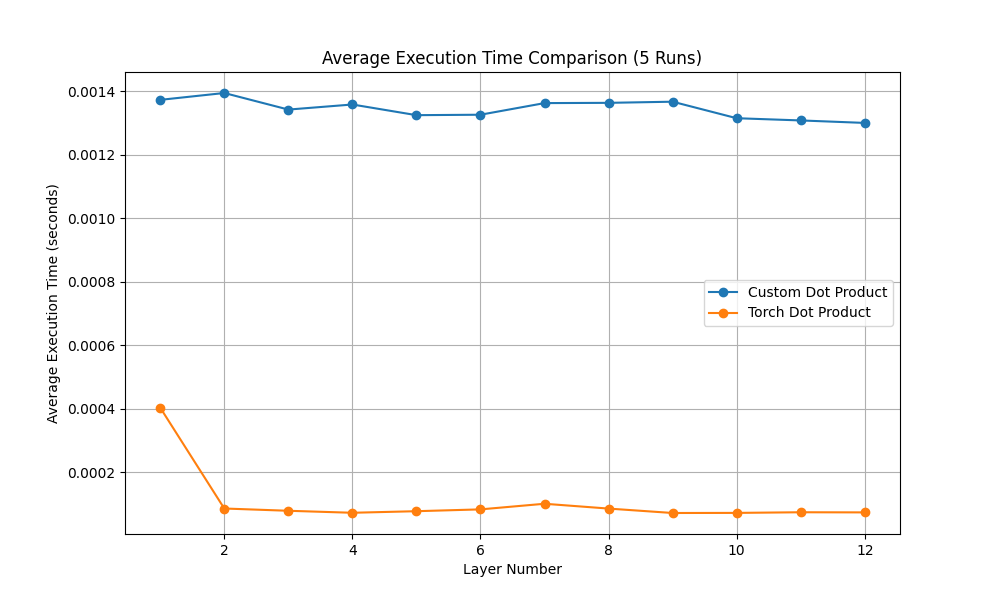 Average Execution Time Comparison (5 Runs)
Average Execution Time (seconds)
0.0014
0.0012
0.0010
0.0008
0.0006
0.0004
0.0002
Custom Dot Product
Torch Dot Product
2 4 6 8 10 12
Layer Number